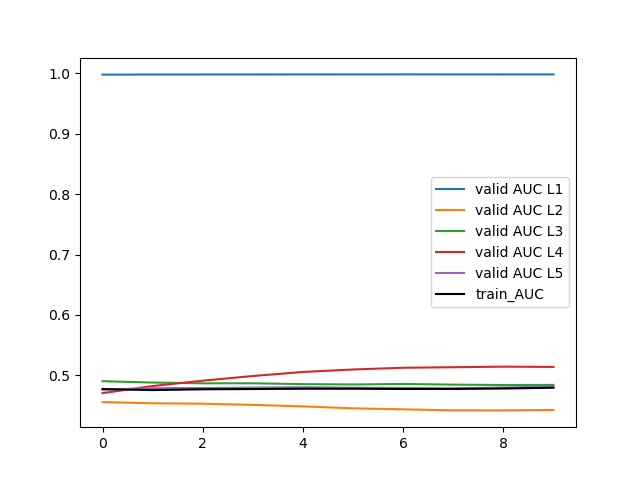 1.0
0.9
0.8
0.7
0.6
0.5
0 2 4 6 8
valid AUC L1
valid AUC L2
valid AUC L3
valid AUC L4
valid AUC L5
train_AUC